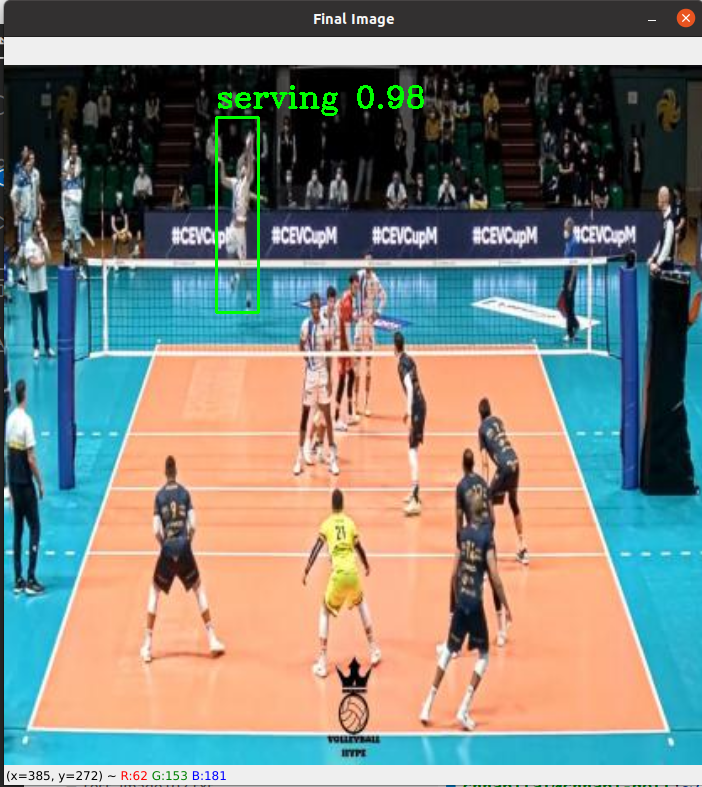 Final Image
serving 0.98
#CEVCupM #CEVCupM #CEVCupM #CEVCupM #CEVCupM
21
VOLLEYBALL
HYPE
(x=385, y=272) ~ R:62 G:153 B:181